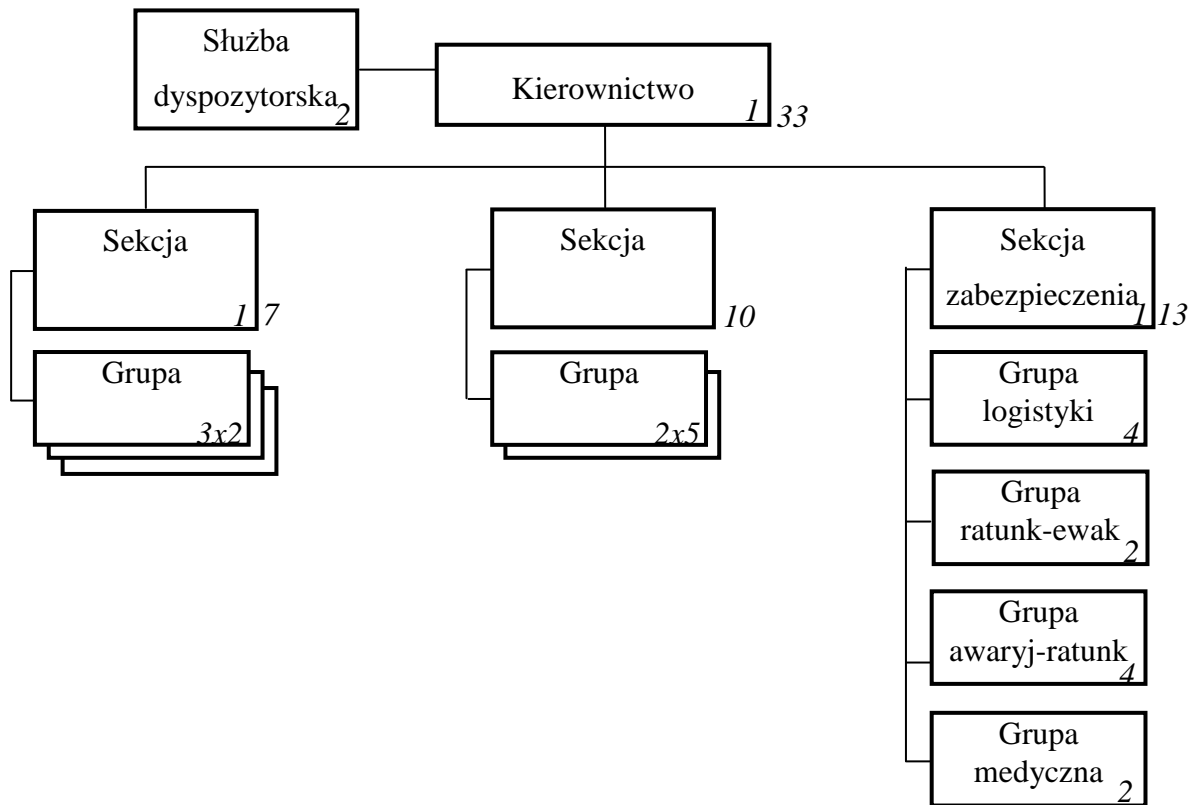 Służba
dyspozytorska
2
Kierownictwo
1
33
Sekcja
1
7
Grupa
3x2
Sekcja
10
Grupa
2x5
Sekcja
zabezpieczenia
1
13
Grupa
logistyki
4
Grupa
ratunk-ewak
2
Grupa
awaryj-ratunk
4
Grupa
medyczna
2